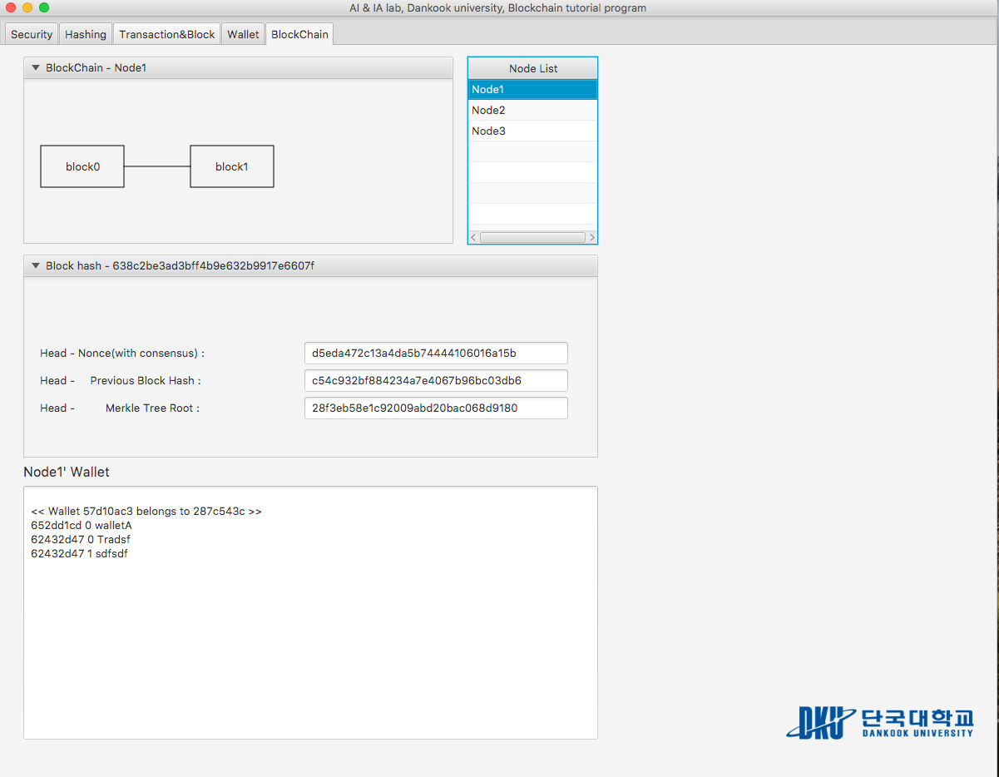 AI & IA lab, Dankook university, Blockchain tutorial program
Security Hashing Transaction&Block Wallet BlockChain
BlockChain - Node1
block0 block1
Node List
Node1
Node2
Node3
Block hash - 638c2be3ad3bff4b9e632b9917e6607f
Head - Nonce(with consensus) : d5eda472c13a4da5b74444106016a15b
Head - Previous Block Hash : c54c932bf884234a7e4067b96bc03db6
Head - Merkle Tree Root : 28f3eb58e1c92009abd20bac068d9180
Node1' Wallet
<< Wallet 57d10ac3 belongs to 287c543c >>
652dd1cd 0 walletA
62432d47 0 Tradsf
62432d47 1 sdfsdf
DKU 단국대학교
DANKOOK UNIVERSITY